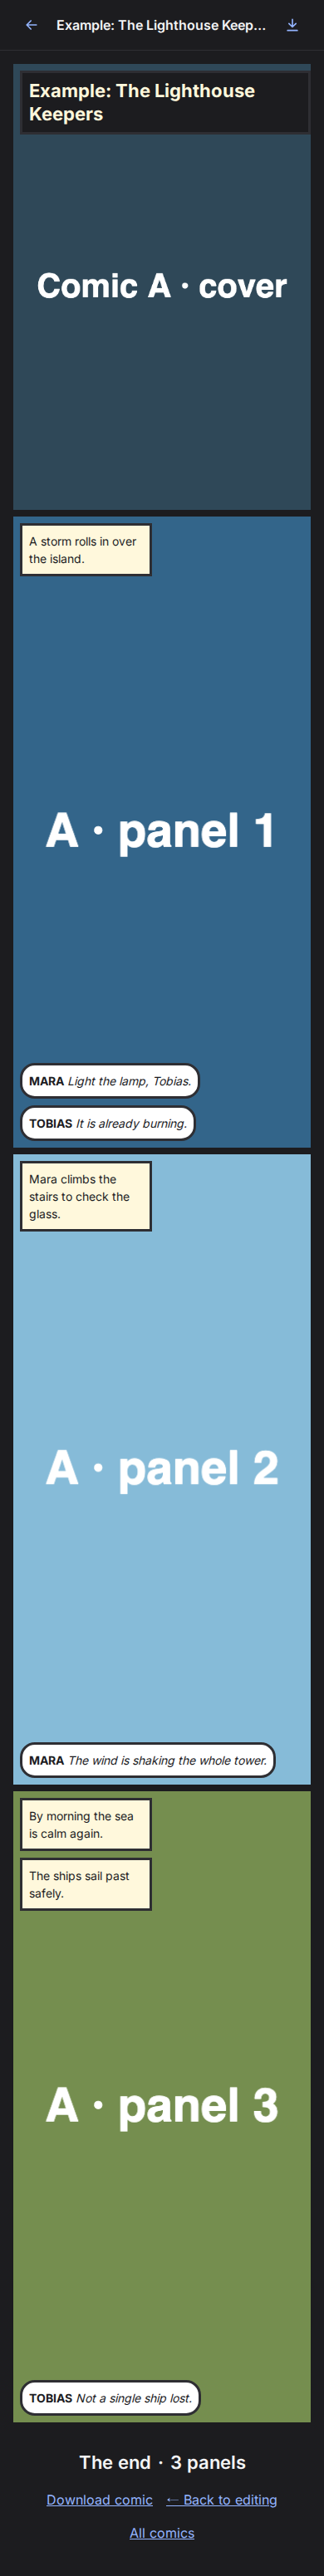 ← Example: The Lighthouse Keep...
Example: The Lighthouse
Keepers
Comic A · cover
A storm rolls in over
the island.
A · panel 1
MARA Light the lamp, Tobias.
TOBIAS It is already burning.
Mara climbs the
stairs to check the
glass.
A · panel 2
MARA The wind is shaking the whole tower.
By morning the sea
is calm again.
The ships sail past
safely.
A · panel 3
TOBIAS Not a single ship lost.
The end · 3 panels
Download comic ← Back to editing
All comics